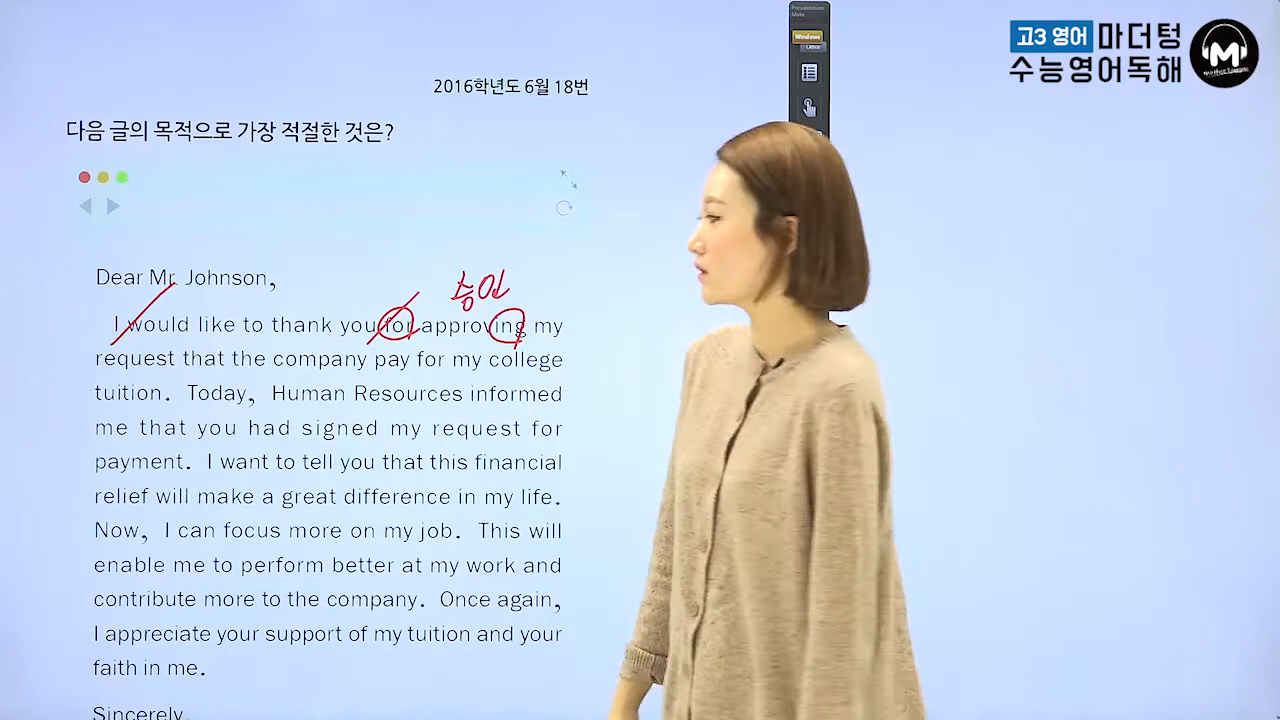 Presentation
Mate
Windows
Office
고3 영어 마더텅
수능영어독해
M
2016학년도 6월 18번
다음 글의 목적으로 가장 적절한 것은?
Dear Mr. Johnson,
승인
I would like to thank you for approving my
request that the company pay for my college
tuition. Today, Human Resources informed
me that you had signed my request for
payment. I want to tell you that this financial
relief will make a great difference in my life.
Now, I can focus more on my job. This will
enable me to perform better at my work and
contribute more to the company. Once again,
I appreciate your support of my tuition and your
faith in me.
Sincerely,